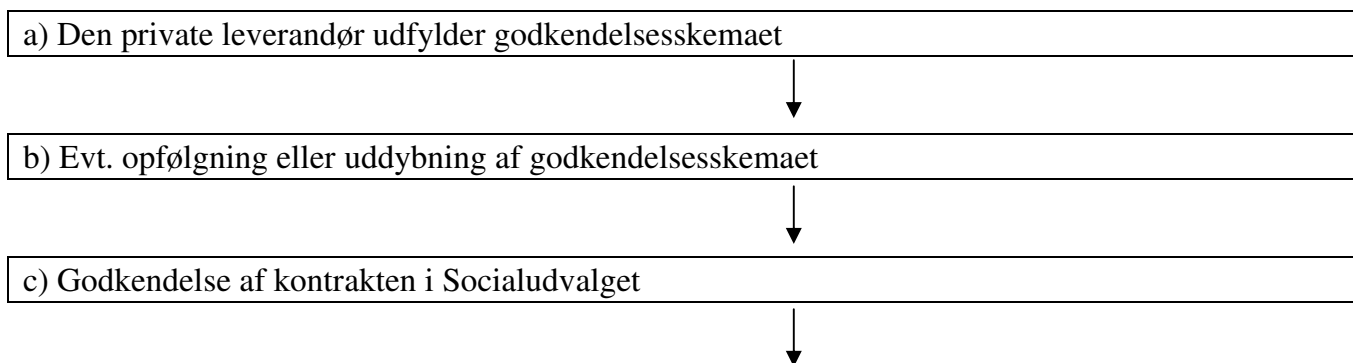 a) Den private leverandør udfylder godkendelsesskemaet
b) Evt. opfølgning eller uddybning af godkendelsesskemaet
c) Godkendelse af kontrakten i Socialudvalget